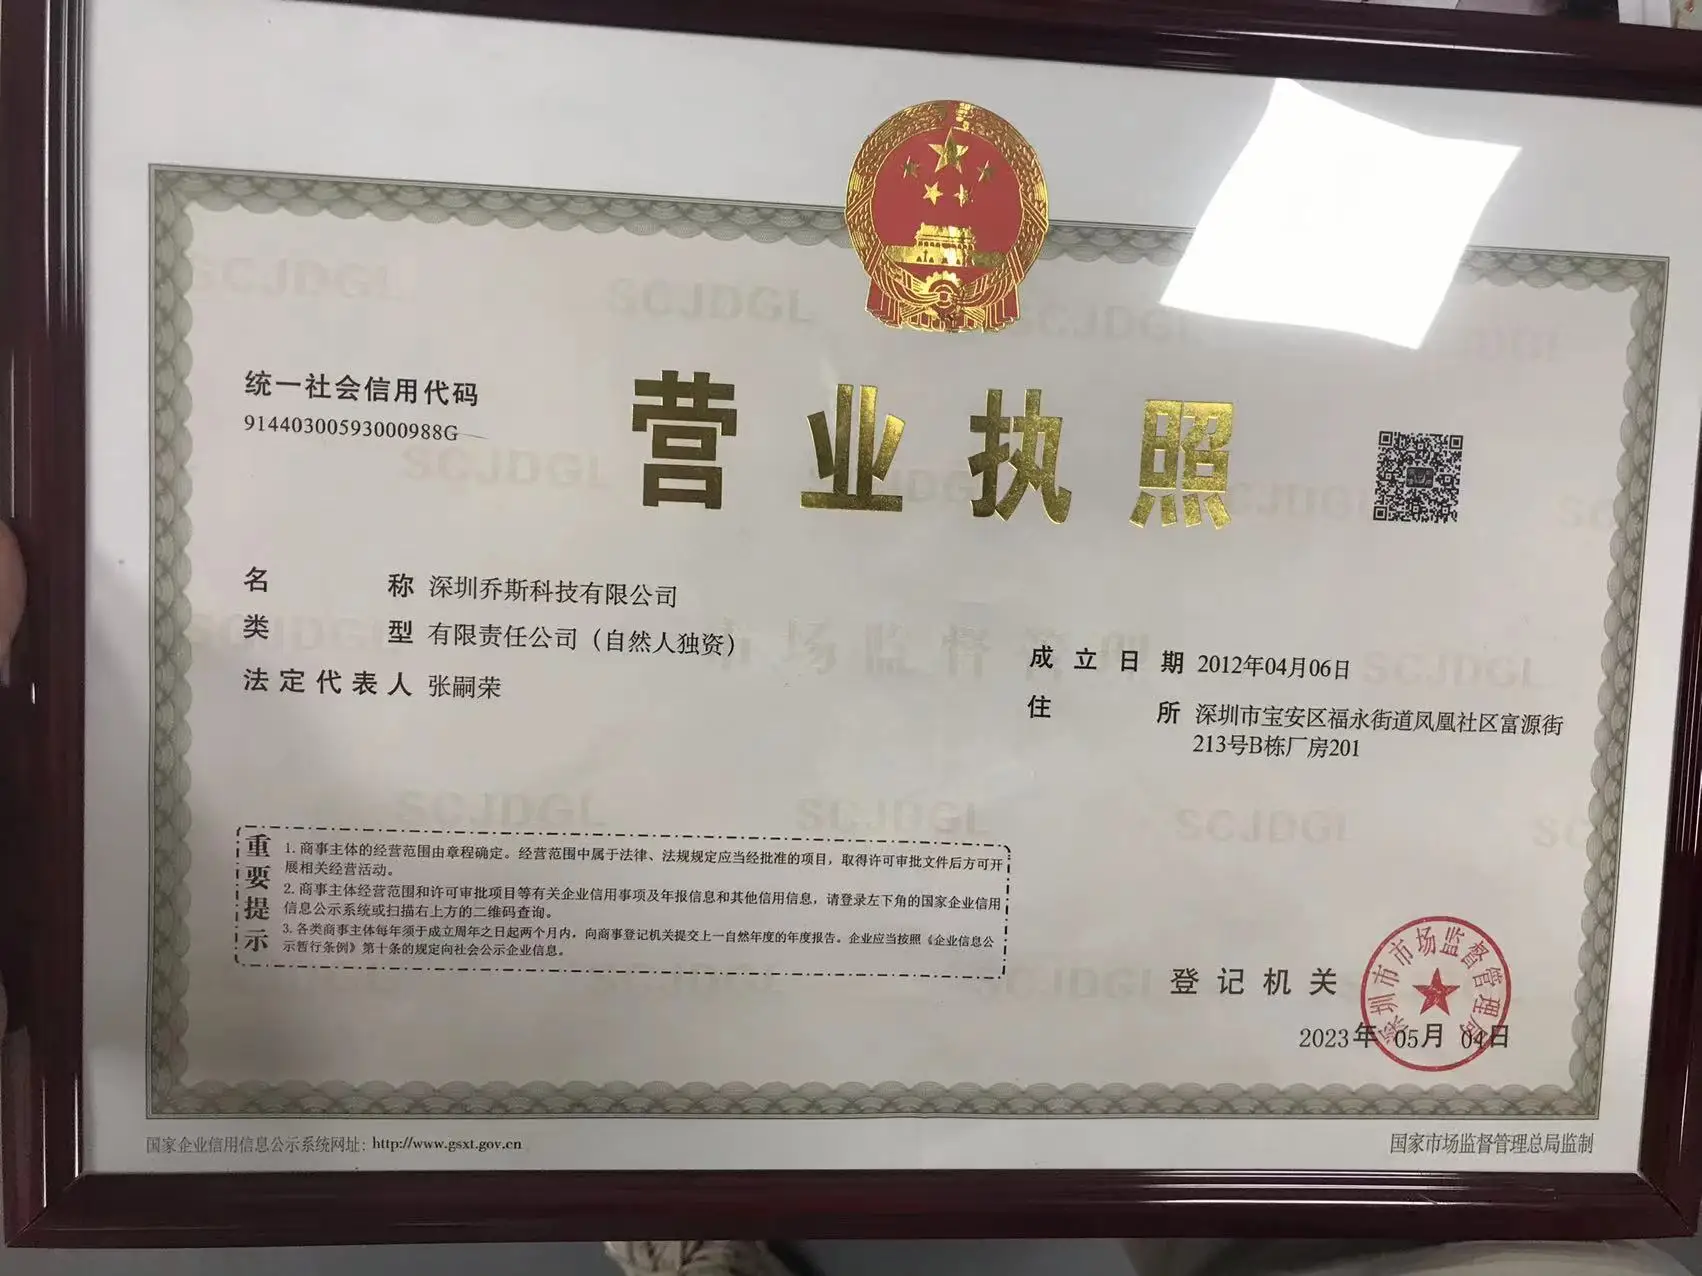 统一社会信用代码
91440300593000988G
营业执照
名称 深圳乔斯科技有限公司
类型 有限责任公司（自然人独资）
法定代表人 张嗣荣
成立日期 2012年04月06日
住所 深圳市宝安区福永街道凤凰社区富源街
213号B栋厂房201
重要提示
1. 商事主体的经营范围由章程确定。经营范围中属于法律、法规规定应当经批准的项目，取得许可审批文件后方可开
展相关经营活动。
2. 商事主体经营范围和许可审批项目等有关企业信用事项及年报信息和其他信用信息，请登录左下角的国家企业信用
信息公示系统或扫描右上方的二维码查询。
3. 各类商事主体每年须于成立周年之日起两个月内，向商事登记机关提交上一自然年度的年度报告。企业应当按照《企业信息公
示暂行条例》第十条的规定向社会公示企业信息。
登记机关
深圳市市场监督管理局
2023年05月04日
国家企业信用信息公示系统网址：http://www.gsxt.gov.cn
国家市场监督管理总局监制
SCJDGL
SCJDGL
SCJDGL
SCJDGL
市场监督管理
SCJDGL
SCJDGL
SCJDGL
SCJDGL